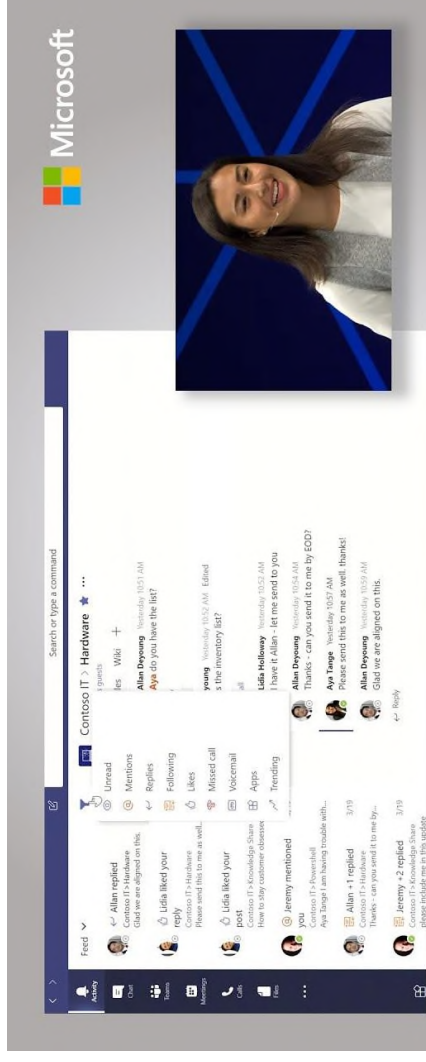 Microsoft
Search or type a command
Activity
Chat
Teams
Meetings
Calls
Files
Feed
Allan replied
Contoso IT > Hardware
Glad we are aligned on this.
Lidia liked your
reply
Contoso IT > Hardware
Please send this to me as well...
Lidia liked your
post
Contoso IT > Knowledge Share
How to stay customer obsessed
Jeremy mentioned
you
Contoso IT > Powershell
Aya Tange I am having trouble with...
Allan +1 replied 3/19
Contoso IT > Hardware
Thanks - can you send it to me by...
Jeremy + 2 replied 3/19
Contoso IT > Knowledge Share
please include me in this update
Unread
Mentions
Replies
Following
Likes
Missed call
Voicemail
Apps
Trending
Contoso IT > Hardware ...
guests
les Wiki +
Allan Deyoung Yesterday 10:51 AM
Aya do you have the list?
young Yesterday 10:52 AM Edited
s the inventory list?
all
Lidia Holloway Yesterday 10:52 AM
I have it Allan - let me send to you
Allan Deyoung Yesterday 10:54 AM
Thanks - can you send it to me by EOD?
Aya Tange Yesterday 10:57 AM
Please send this to me as well. thanks!
Allan Deyoung Yesterday 10:59 AM
Glad we are aligned on this.
Reply